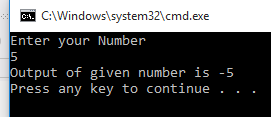 C:\Windows\system32\cmd.exe
Enter your Number
5
Output of given number is -5
Press any key to continue . . .